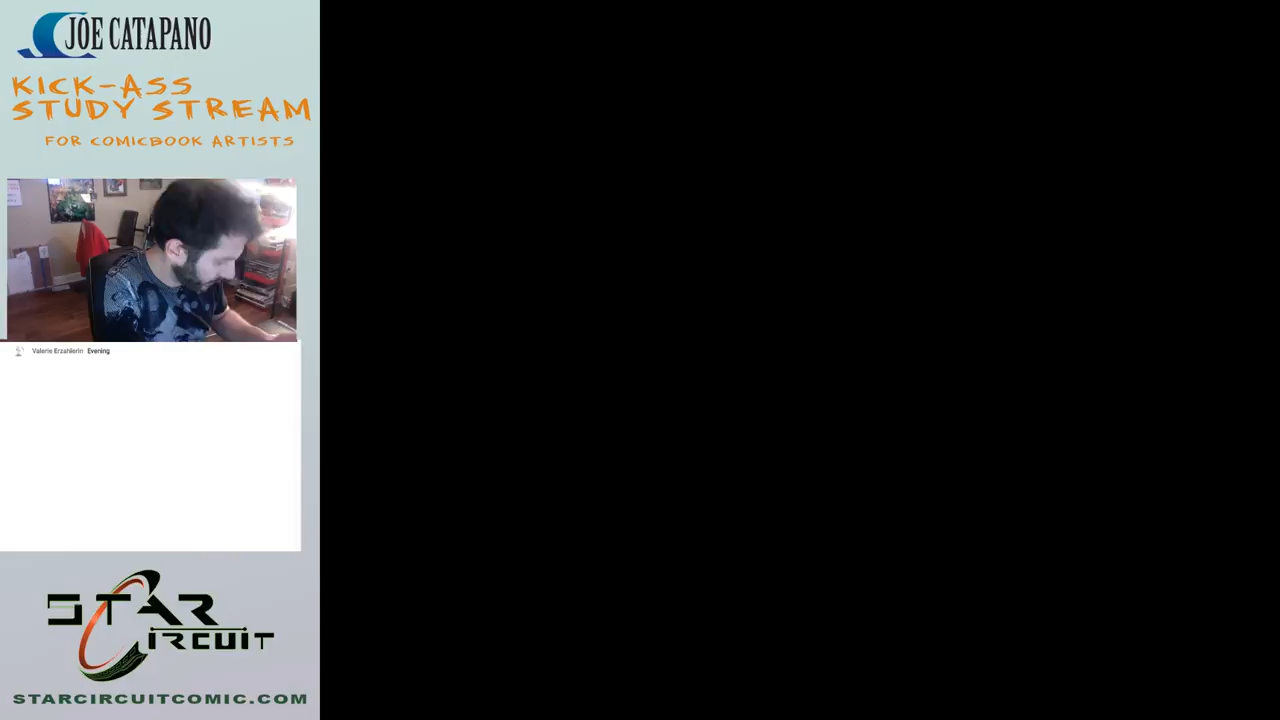 JOE CATAPANO
KICK-ASS
STUDY STREAM
FOR COMICBOOK ARTISTS
Valerie Erzahlerin Evening
STAR
CIRCUIT
STARCIRCUITCOMIC.COM